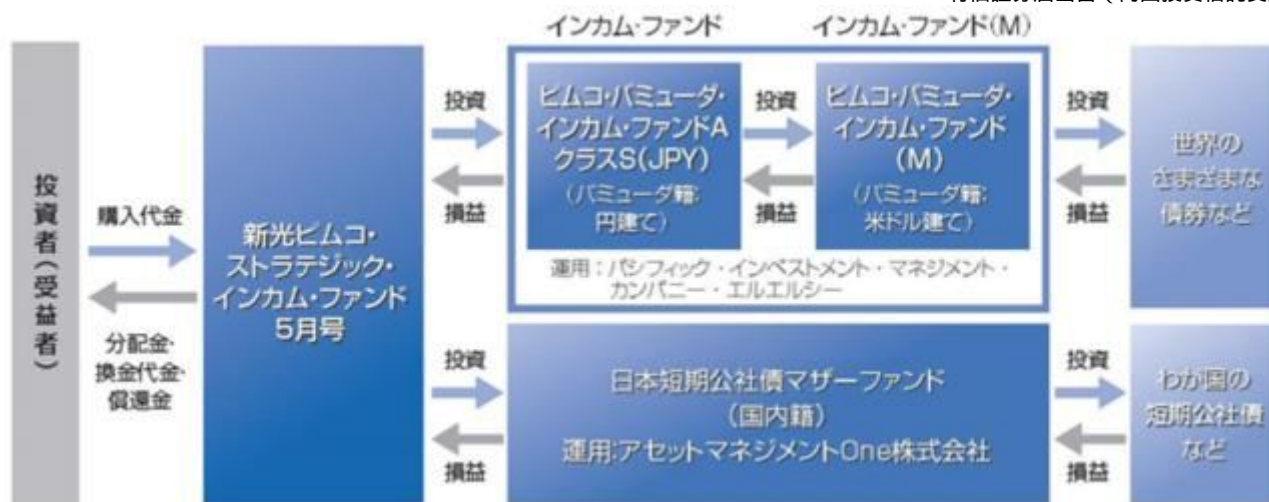 インカム・ファンド
インカム・ファンド(M)
投資者(受益者)
購入代金
分配金・
換金代金・
償還金
新光ピムコ・
ストラテジック・
インカム・ファンド
5月号
投資
損益
ピムコ・バミューダ・
インカム・ファンドA
クラスS(JPY)
(バミューダ籍:
円建て)
投資
損益
ピムコ・バミューダ・
インカム・ファンド
(M)
(バミューダ籍:
米ドル建て)
運用:パシフィック・インベストメント・マネジメント・
カンパニー・エルエルシー
投資
損益
世界の
さまざまな
債券など
投資
損益
日本短期公社債マザーファンド
(国内籍)
運用:アセットマネジメントOne株式会社
投資
損益
わが国の
短期公社債
など